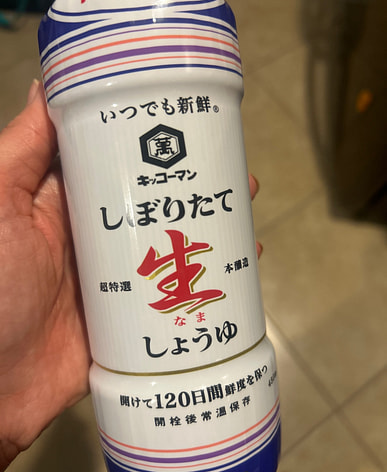 いつでも新鮮®
萬
キッコーマン
しぼりたて
超特選
生
本醸造
なま
しょうゆ
開けて120日間鮮度を保つ
開栓後常温保存